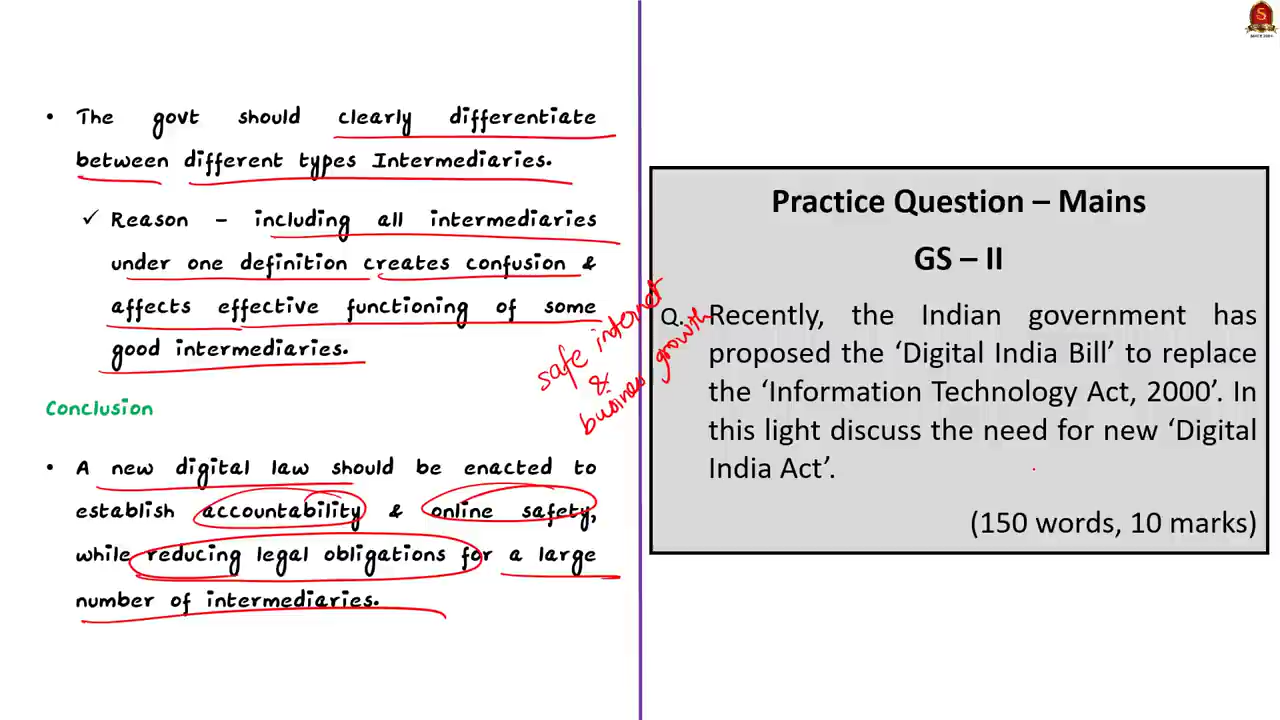 • The govt should clearly differentiate
between different types Intermediaries.
✓ Reason - including all intermediaries
under one definition creates confusion &
affects effective functioning of some
good intermediaries.
safe internet
&
business growth
Conclusion
• A new digital law should be enacted to
establish accountability & online safety,
while reducing legal obligations for a large
number of intermediaries.
S
SINCE 2004
Practice Question – Mains
GS – II
Q. Recently, the Indian government has
proposed the ‘Digital India Bill’ to replace
the ‘Information Technology Act, 2000’. In
this light discuss the need for new ‘Digital
India Act’.
(150 words, 10 marks)